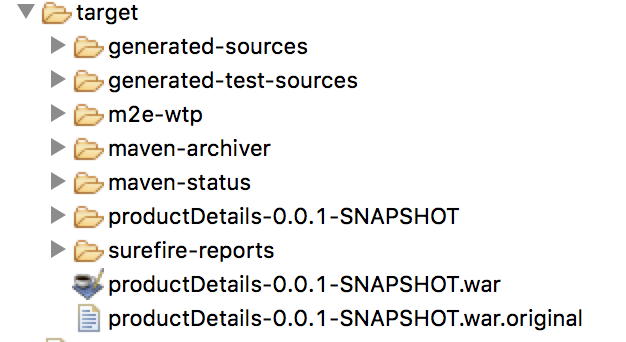 target
generated-sources
generated-test-sources
m2e-wtp
maven-archiver
maven-status
productDetails-0.0.1-SNAPSHOT
surefire-reports
productDetails-0.0.1-SNAPSHOT.war
productDetails-0.0.1-SNAPSHOT.war.original